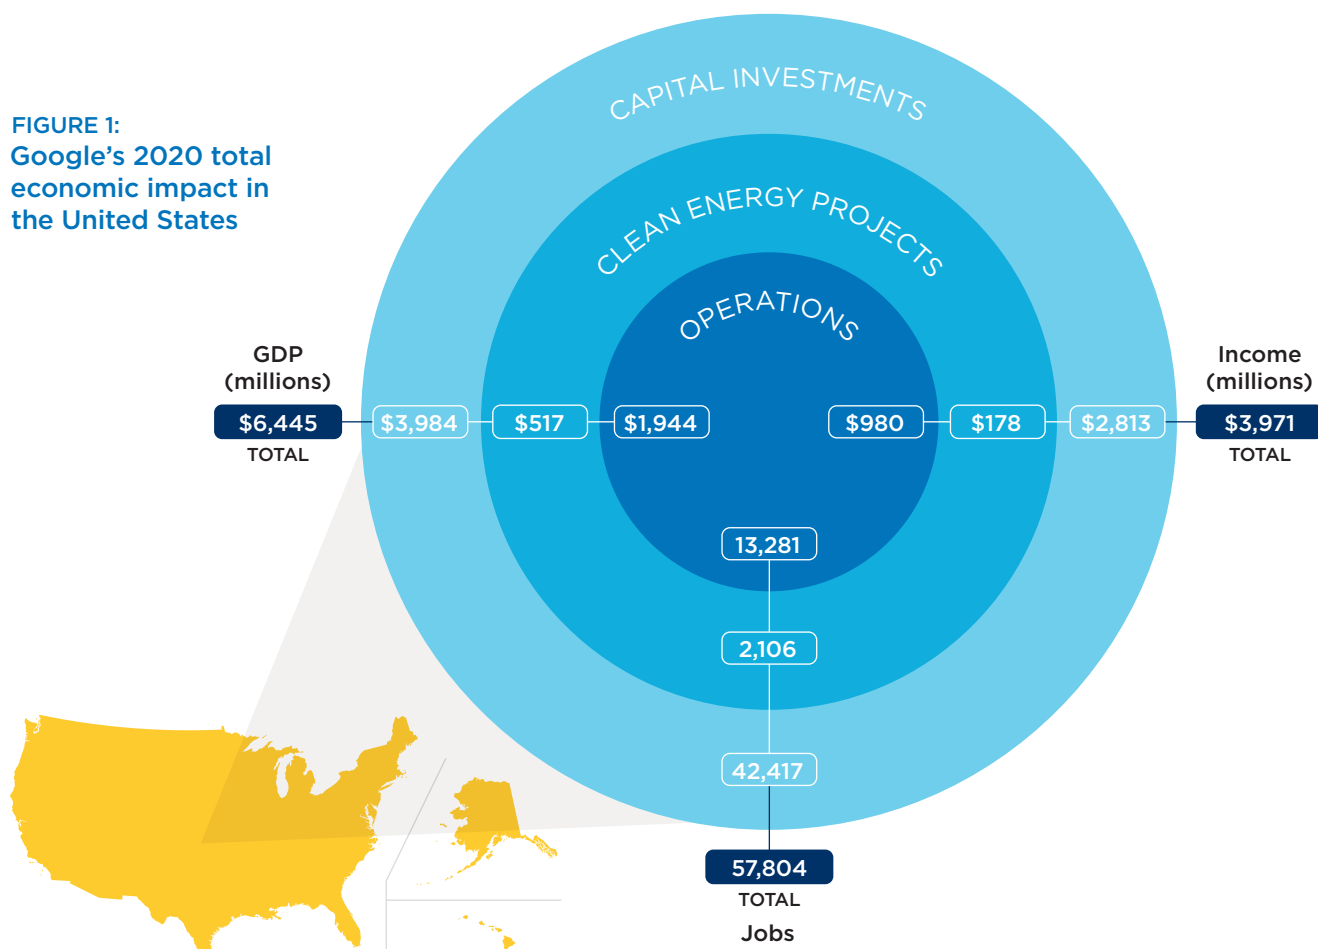 FIGURE 1:
Google's 2020 total
economic impact in
the United States
CAPITAL INVESTMENTS
CLEAN ENERGY PROJECTS
OPERATIONS
GDP
(millions)
$6,445
TOTAL
$3,984
$517
$1,944
$980
$178
$2,813
Income
(millions)
$3,971
TOTAL
13,281
2,106
42,417
57,804
TOTAL
Jobs